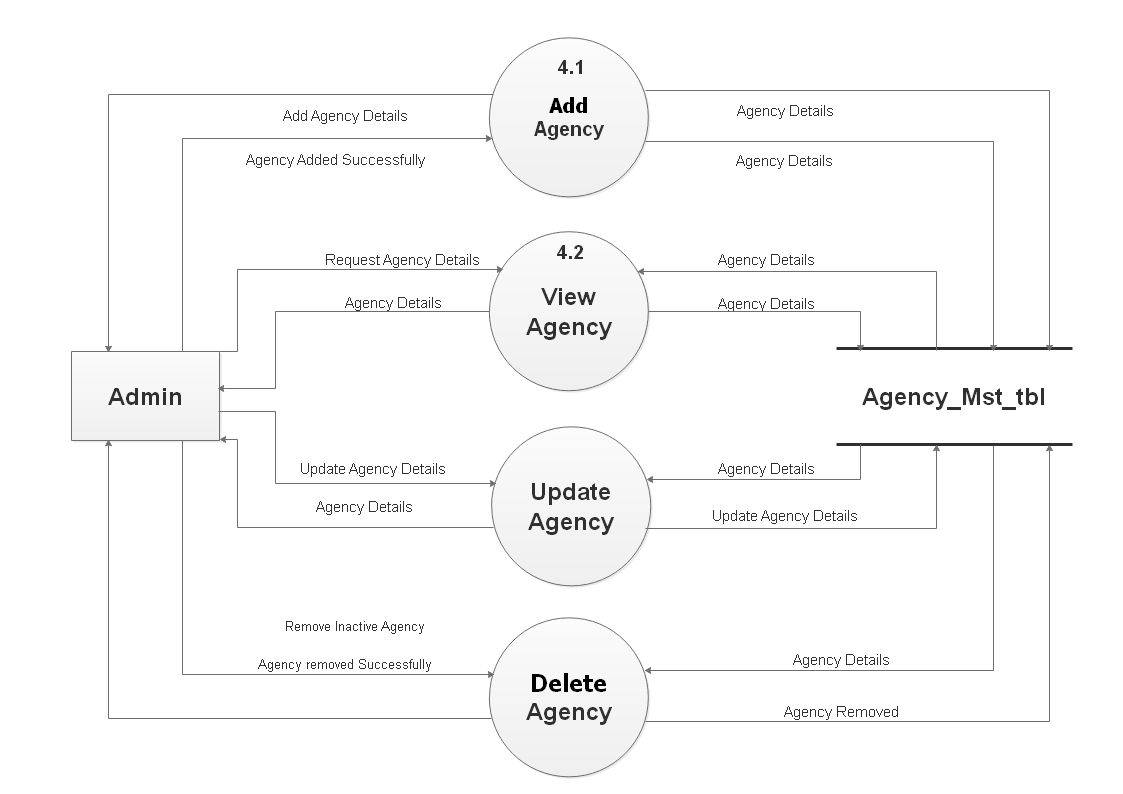 4.1
Add
Agency
Add Agency Details
Agency Details
Agency Added Successfully
Agency Details
4.2
View
Agency
Request Agency Details
Agency Details
Agency Details
Agency Details
Admin
Agency_Mst_tbl
Update
Agency
Update Agency Details
Agency Details
Agency Details
Update Agency Details
Remove Inactive Agency
Agency removed Successfully
Delete
Agency
Agency Details
Agency Removed